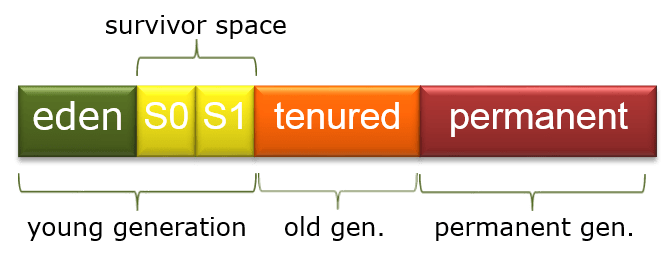 survivor space
eden S0 S1 tenured permanent
young generation old gen. permanent gen.